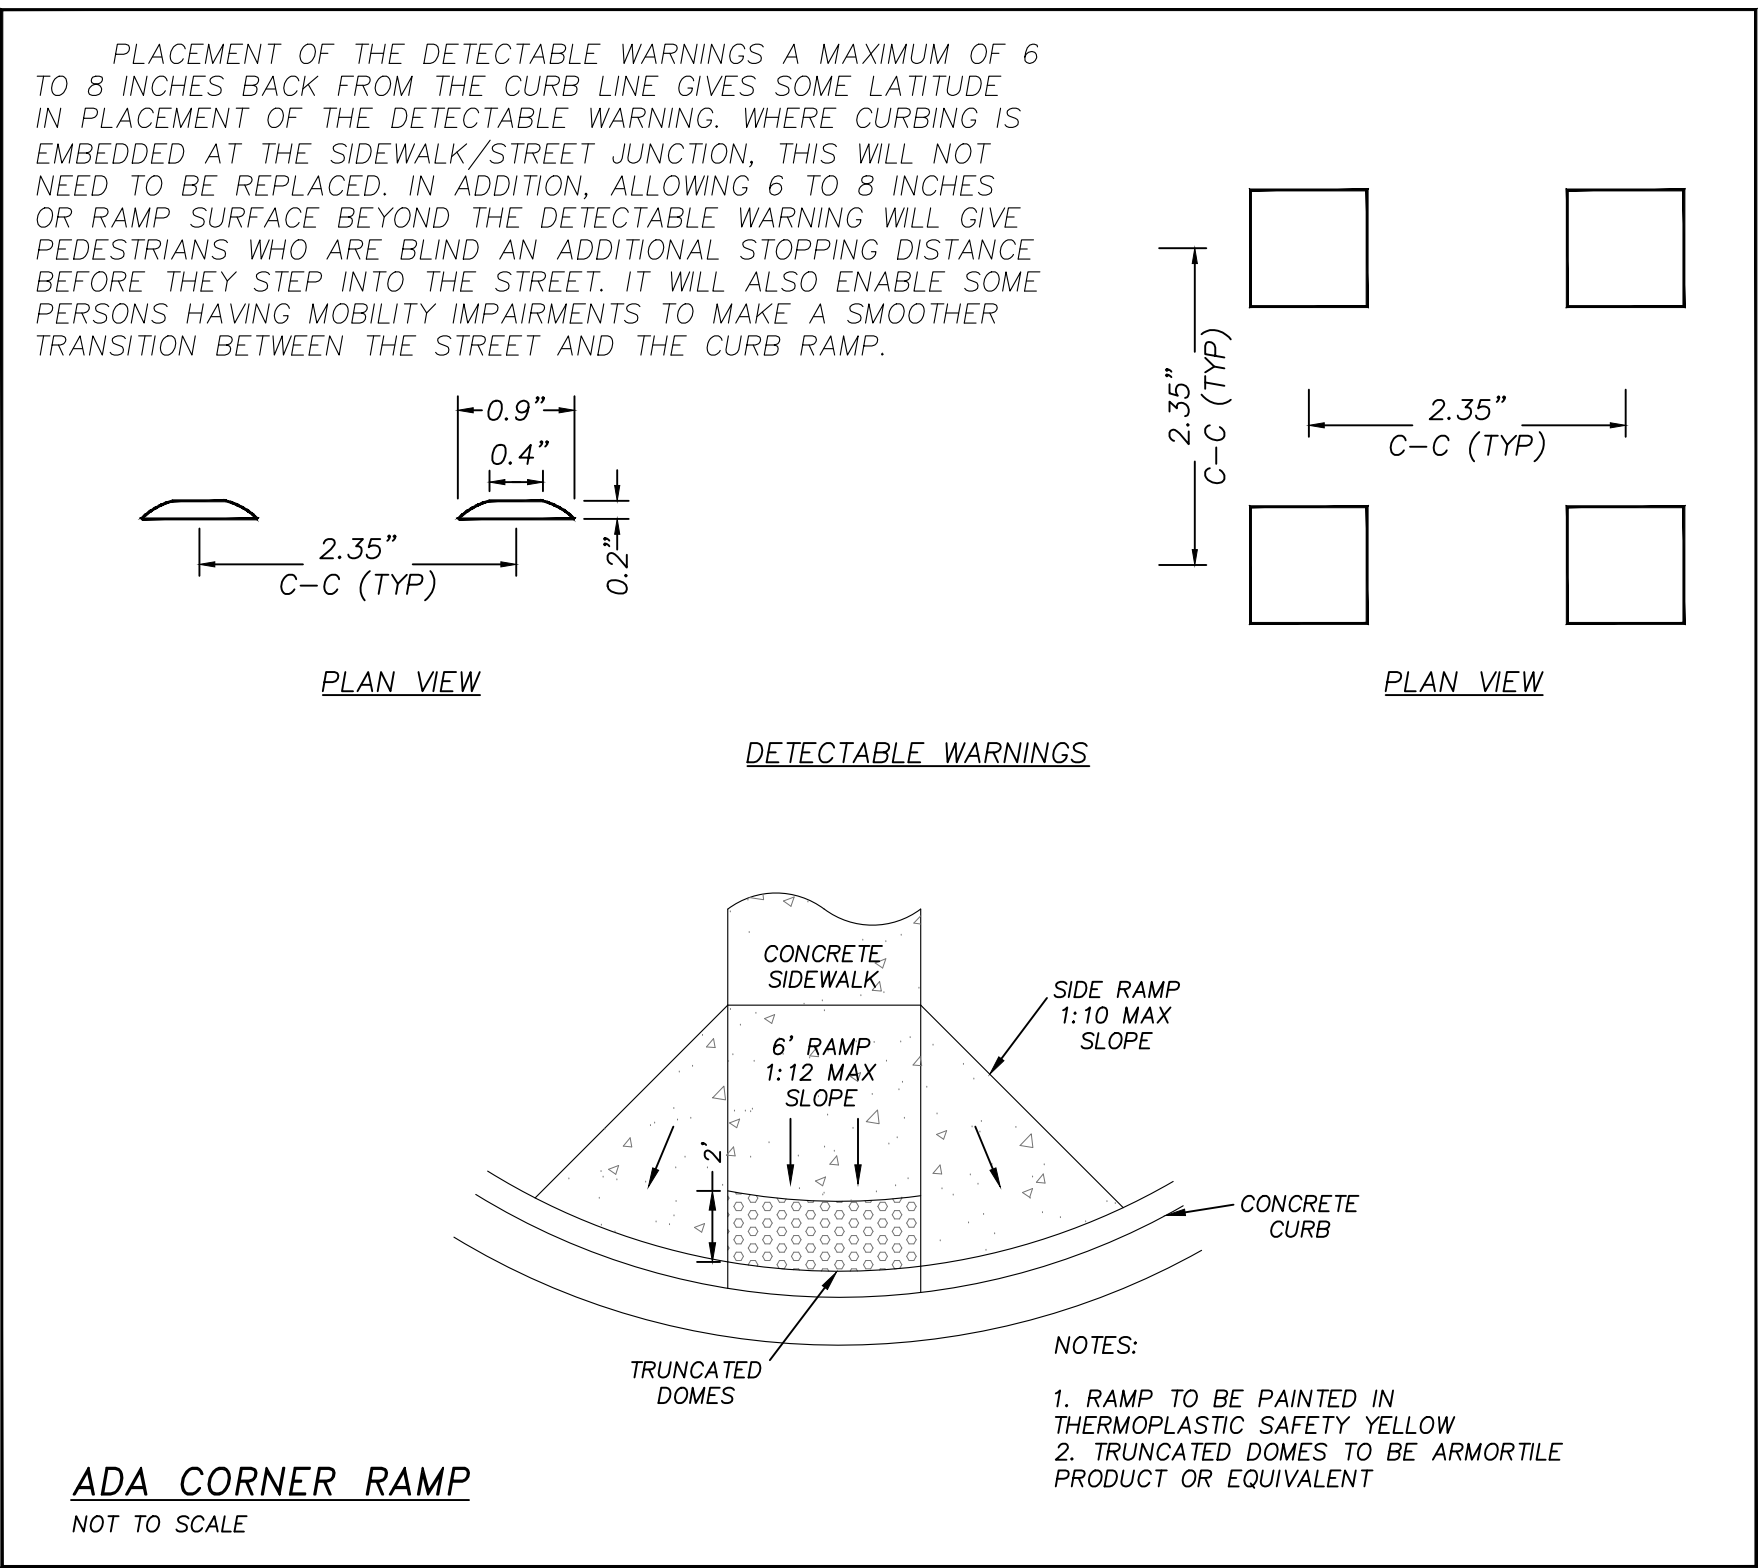 PLACEMENT OF THE DETECTABLE WARNINGS A MAXIMUM OF 6
TO 8 INCHES BACK FROM THE CURB LINE GIVES SOME LATITUDE
IN PLACEMENT OF THE DETECTABLE WARNING. WHERE CURBING IS
EMBEDDED AT THE SIDEWALK/STREET JUNCTION, THIS WILL NOT
NEED TO BE REPLACED. IN ADDITION, ALLOWING 6 TO 8 INCHES
OR RAMP SURFACE BEYOND THE DETECTABLE WARNING WILL GIVE
PEDESTRIANS WHO ARE BLIND AN ADDITIONAL STOPPING DISTANCE
BEFORE THEY STEP INTO THE STREET. IT WILL ALSO ENABLE SOME
PERSONS HAVING MOBILITY IMPAIRMENTS TO MAKE A SMOOTHER
TRANSITION BETWEEN THE STREET AND THE CURB RAMP.
0.9"
0.4"
0.2"
2.35"
C-C (TYP)
PLAN VIEW
2.35"
C-C (TYP)
2.35"
C-C (TYP)
PLAN VIEW
DETECTABLE WARNINGS
CONCRETE
SIDEWALK
6' RAMP
1:12 MAX
SLOPE
SIDE RAMP
1:10 MAX
SLOPE
2'
CONCRETE
CURB
TRUNCATED
DOMES
NOTES:
1. RAMP TO BE PAINTED IN
THERMOPLASTIC SAFETY YELLOW
2. TRUNCATED DOMES TO BE ARMORTILE
PRODUCT OR EQUIVALENT
ADA CORNER RAMP
NOT TO SCALE